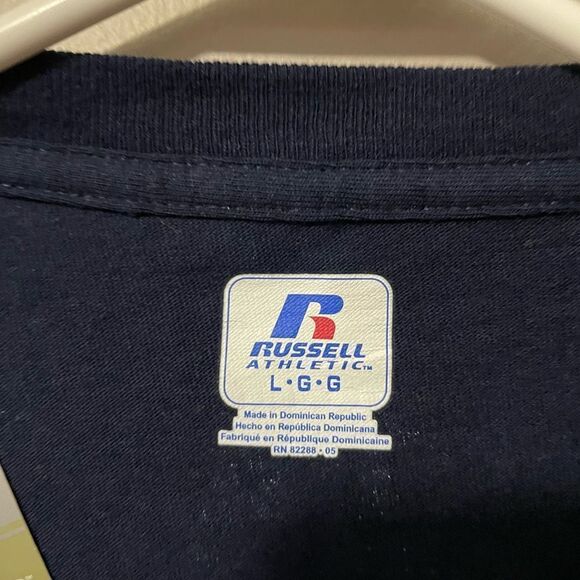 R
RUSSELL
ATHLETIC™
L•G•G
Made in Dominican Republic
Hecho en República Dominicana
Fabriqué en République Dominicaine
RN 82288 • 05